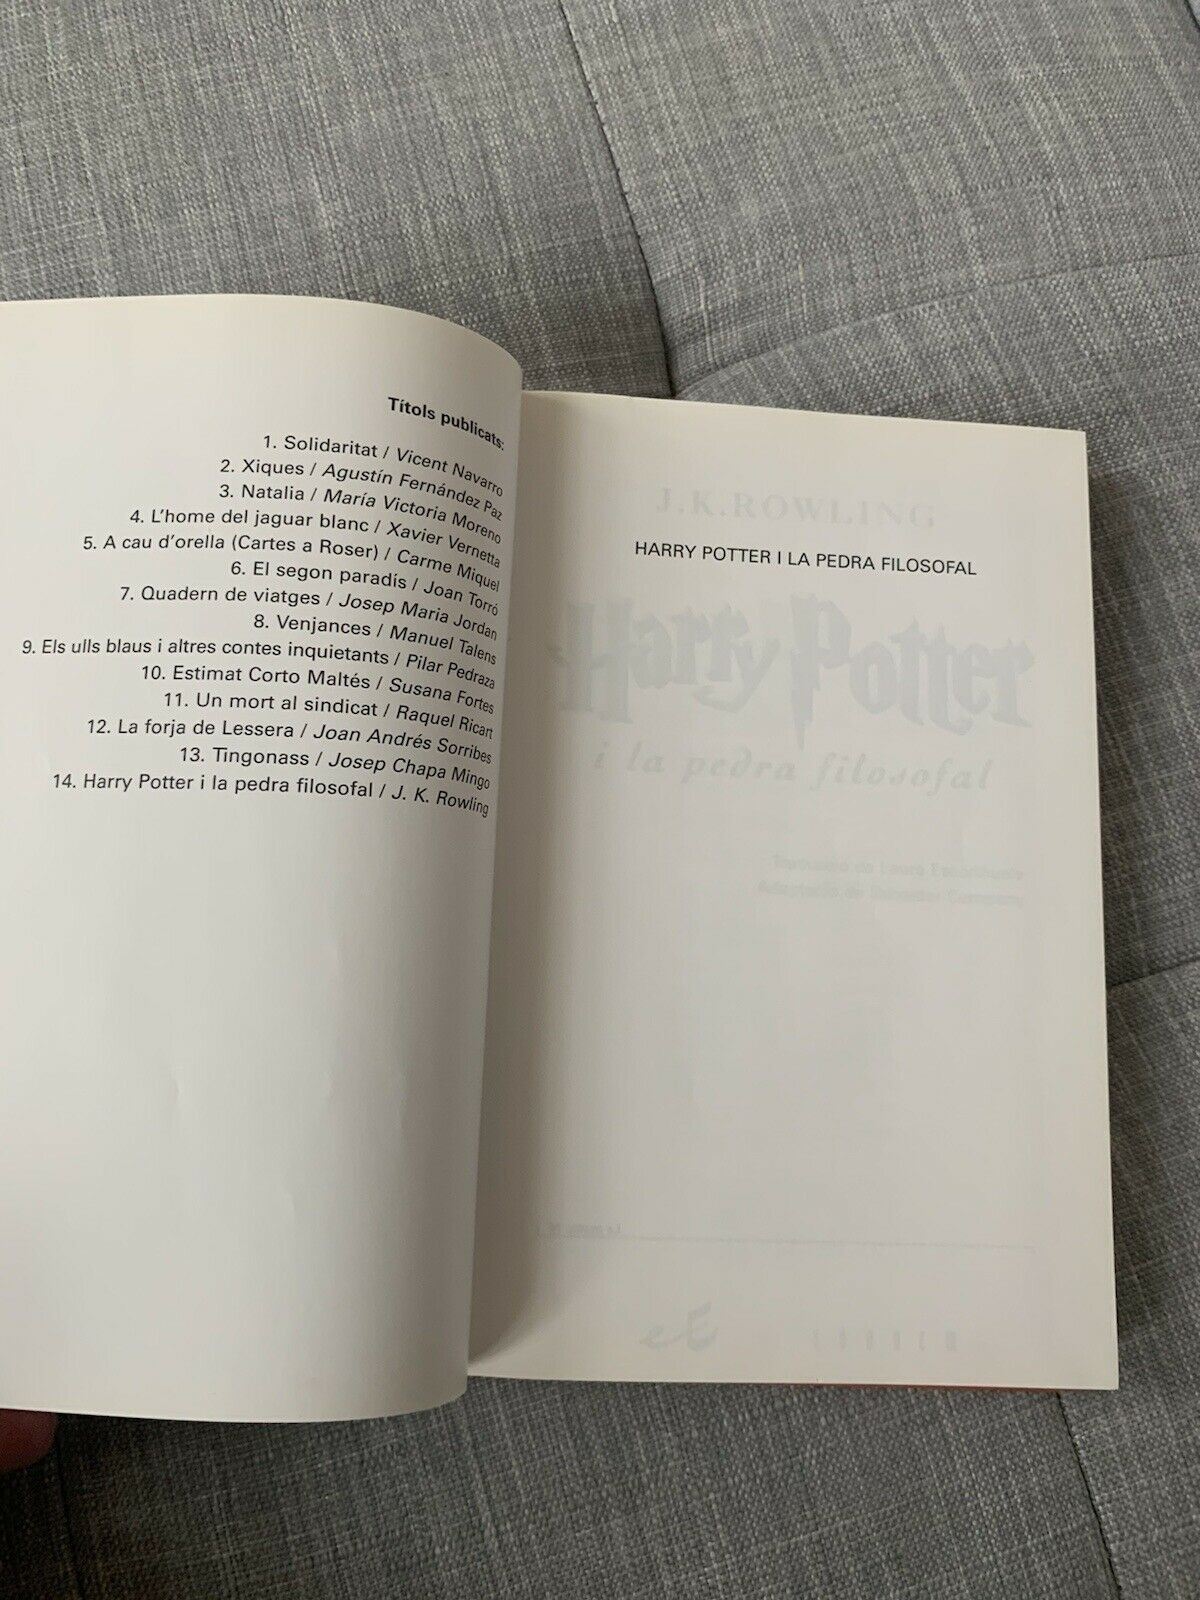 Títols publicats:
1. Solidaritat / Vicent Navarro
2. Xiques / Agustín Fernández Paz
3. Natalia / María Victoria Moreno
4. L'home del jaguar blanc / Xavier Vernetta
5. A cau d'orella (Cartes a Roser) / Carme Miquel
6. El segon paradís / Joan Torró
7. Quadern de viatges / Josep Maria Jordan
8. Venjances / Manuel Talens
9. Els ulls blaus i altres contes inquietants / Pilar Pedraza
10. Estimat Corto Maltés / Susana Fortes
11. Un mort al sindicat / Raquel Ricart
12. La forja de Lessera / Joan Andrés Sorribes
13. Tingonass / Josep Chapa Mingo
14. Harry Potter i la pedra filosofal / J. K. Rowling
J.K.ROWLING
HARRY POTTER I LA PEDRA FILOSOFAL
Harry Potter
i la pedra filosofal